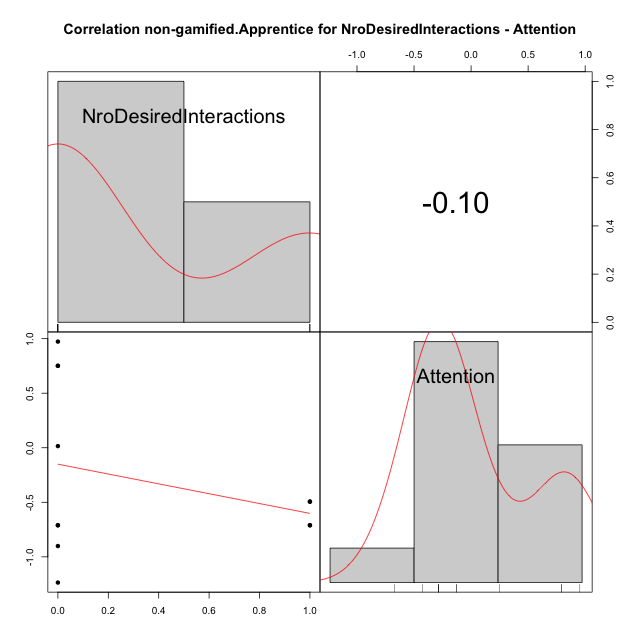 Correlation non-gamified.Apprentice for NroDesiredInteractions - Attention
-1.0 -0.5 0.0 0.5 1.0
NroDesiredInteractions
-0.10
0.0 0.2 0.4 0.6 0.8 1.0
-1.0 -0.5 0.0 0.5 1.0
Attention
0.0 0.2 0.4 0.6 0.8 1.0